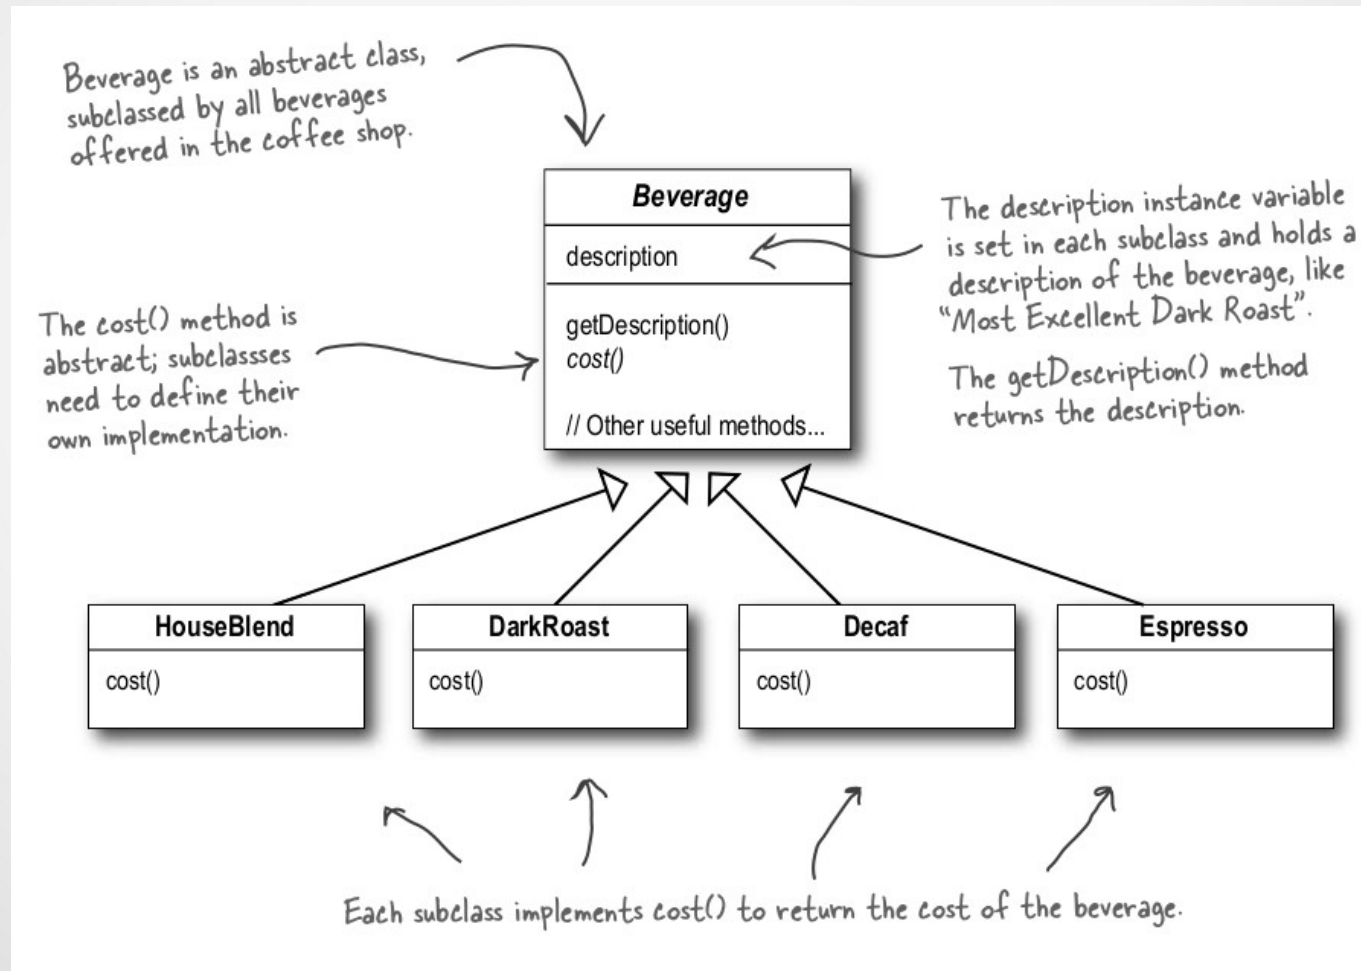 Beverage is an abstract class,
subclassed by all beverages
offered in the coffee shop.
Beverage
description
getDescription()
cost()
// Other useful methods...
The description instance variable
is set in each subclass and holds a
description of the beverage, like
“Most Excellent Dark Roast”.
The getDescription() method
returns the description.
The cost() method is
abstract; subclassses
need to define their
own implementation.
HouseBlend
cost()
DarkRoast
cost()
Decaf
cost()
Espresso
cost()
Each subclass implements cost() to return the cost of the beverage.